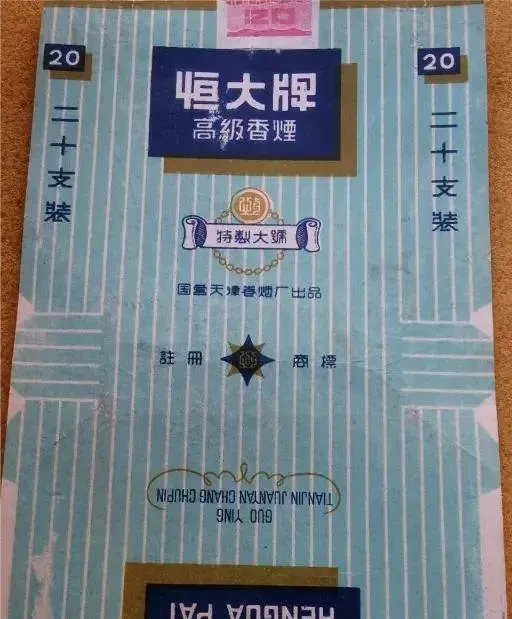 20
20
恒大牌
高級香煙
二十支裝
二十支裝
特製大號
国营天津卷烟厂出品
註冊 商標
GUO YING
TIANJIN JUANYAN CHANG CHUPIN
HENGDA PAI